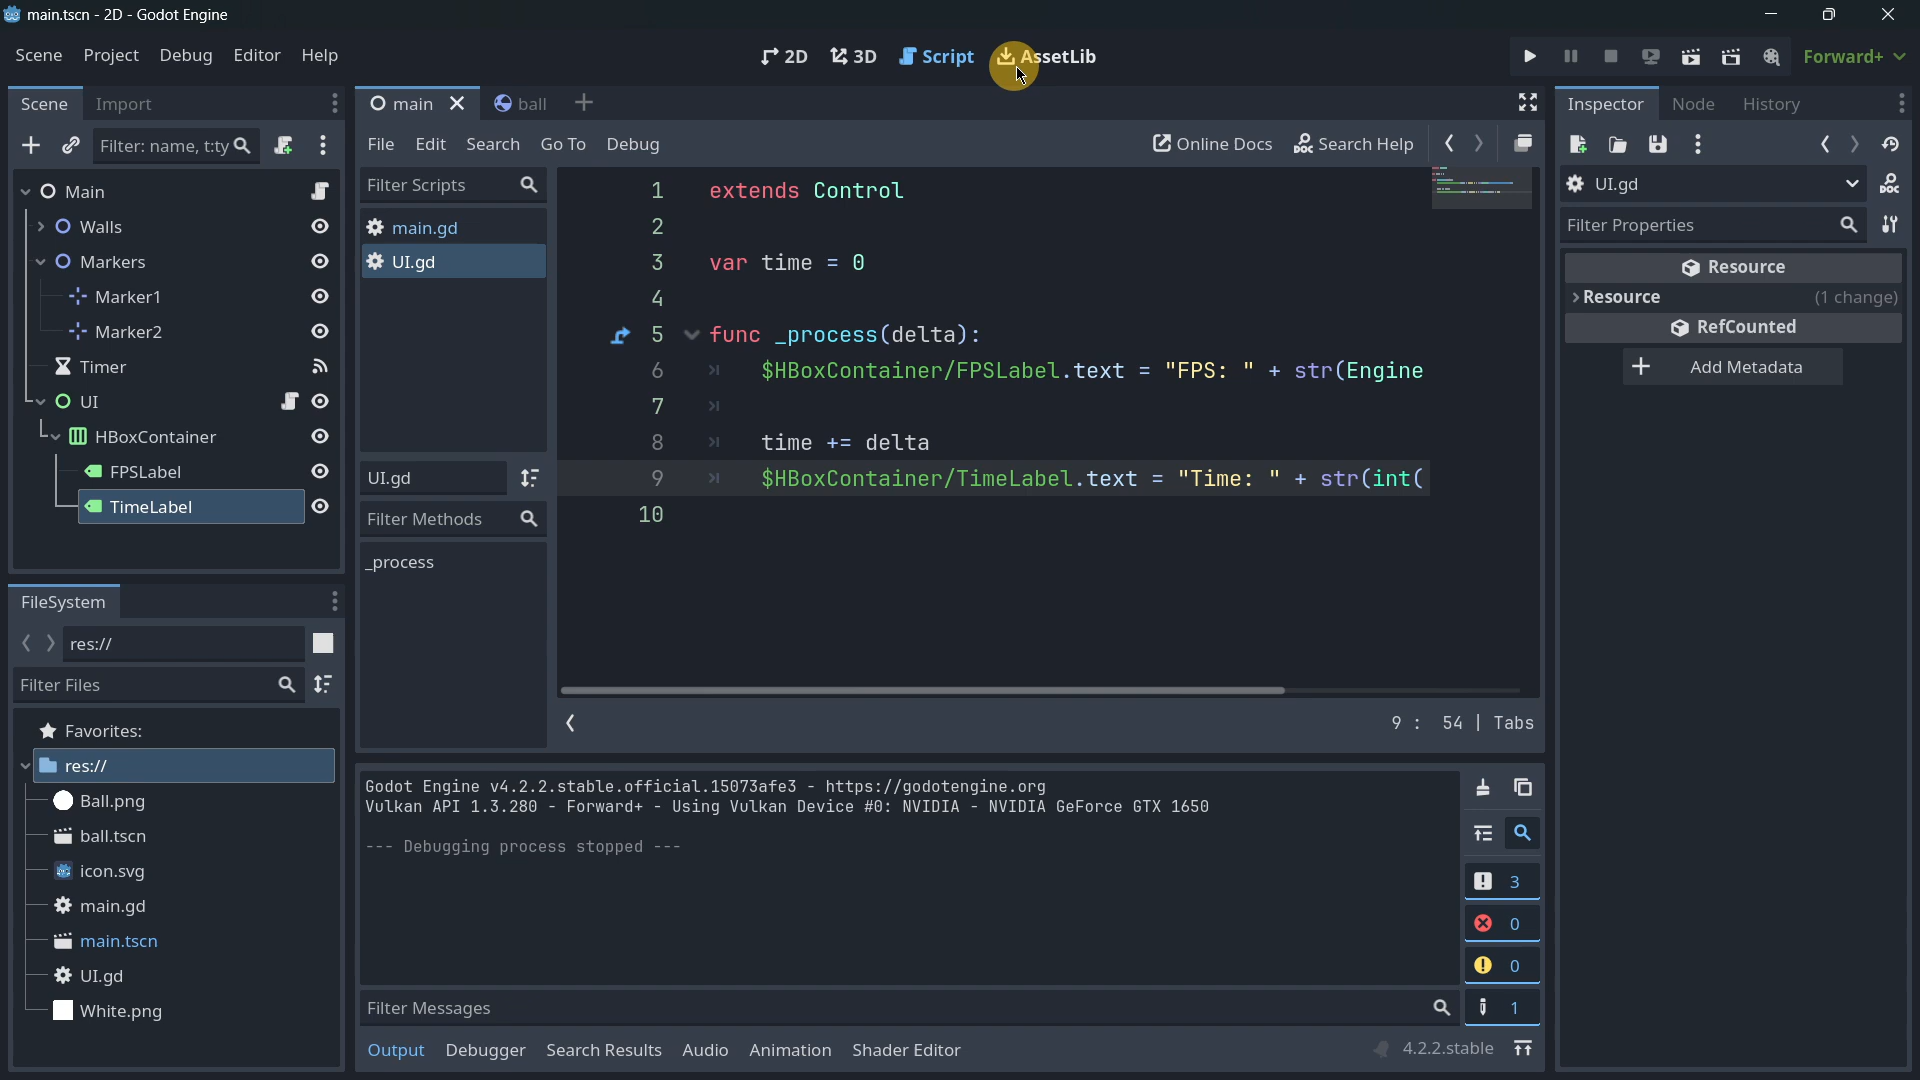 main.tscn - 2D - Godot Engine
Scene Project Debug Editor Help
2D 3D Script AssetLib
Forward+
Scene Import
Filter: name, t:ty
Main
Walls
Markers
Marker1
Marker2
Timer
UI
HBoxContainer
FPSLabel
TimeLabel
FileSystem
res://
Filter Files
Favorites:
res://
Ball.png
ball.tscn
icon.svg
main.gd
main.tscn
UI.gd
White.png
main ball
File Edit Search Go To Debug
Online Docs Search Help
Filter Scripts
main.gd
UI.gd
UI.gd
Filter Methods
_process
1 extends Control
2
3 var time = 0
4
5 func _process(delta):
6 $HBoxContainer/FPSLabel.text = "FPS: " + str(Engine
7
8 time += delta
9 $HBoxContainer/TimeLabel.text = "Time: " + str(int(
10
9 : 54 | Tabs
Godot Engine v4.2.2.stable.official.15073afe3 - https://godotengine.org
Vulkan API 1.3.280 - Forward+ - Using Vulkan Device #0: NVIDIA - NVIDIA GeForce GTX 1650
--- Debugging process stopped ---
3
0
0
1
Filter Messages
Output Debugger Search Results Audio Animation Shader Editor
4.2.2.stable
Inspector Node History
UI.gd
Filter Properties
Resource
Resource (1 change)
RefCounted
Add Metadata